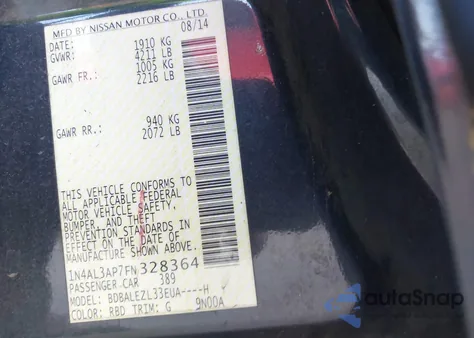 MFD BY NISSAN MOTOR CO., LTD.
DATE: 08/14
GVWR: 1910 KG
4211 LB
GAWR FR.: 1005 KG
2216 LB
GAWR RR.: 940 KG
2072 LB
THIS VEHICLE CONFORMS TO
ALL APPLICABLE FEDERAL
MOTOR VEHICLE SAFETY,
BUMPER, AND THEFT
PREVENTION STANDARDS IN
EFFECT ON THE DATE OF
MANUFACTURE SHOWN ABOVE.
1N4AL3AP7FN328364
PASSENGER CAR 389
MODEL: BDBALEZL33EUA----H
COLOR: RBD TRIM: G 9N00A
autoSnap